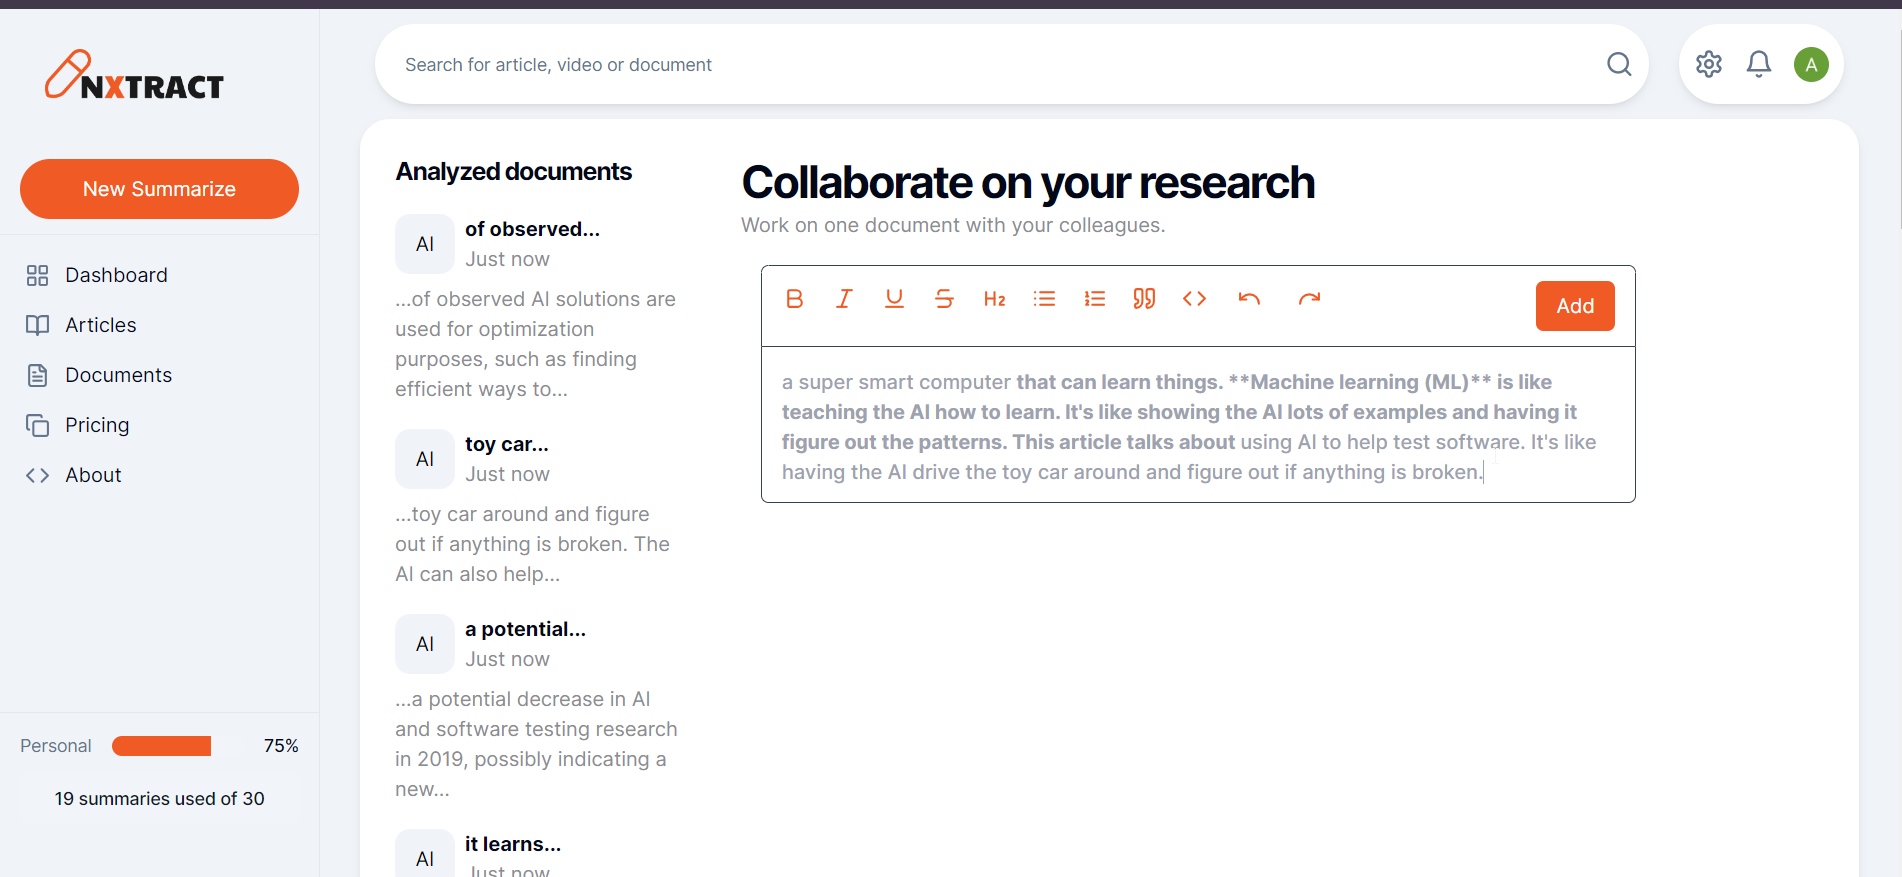 NXTRACT
New Summarize
Dashboard
Articles
Documents
Pricing
About
Personal 75%
19 summaries used of 30
Search for article, video or document
A
Analyzed documents
AI
of observed...
Just now
...of observed AI solutions are
used for optimization
purposes, such as finding
efficient ways to...
AI
toy car...
Just now
...toy car around and figure
out if anything is broken. The
AI can also help...
AI
a potential...
Just now
...a potential decrease in AI
and software testing research
in 2019, possibly indicating a
new...
AI
it learns...
Just now
Collaborate on your research
Work on one document with your colleagues.
B I U S H2
Add
a super smart computer that can learn things. **Machine learning (ML)** is like
teaching the AI how to learn. It's like showing the AI lots of examples and having it
figure out the patterns. This article talks about using AI to help test software. It's like
having the AI drive the toy car around and figure out if anything is broken.